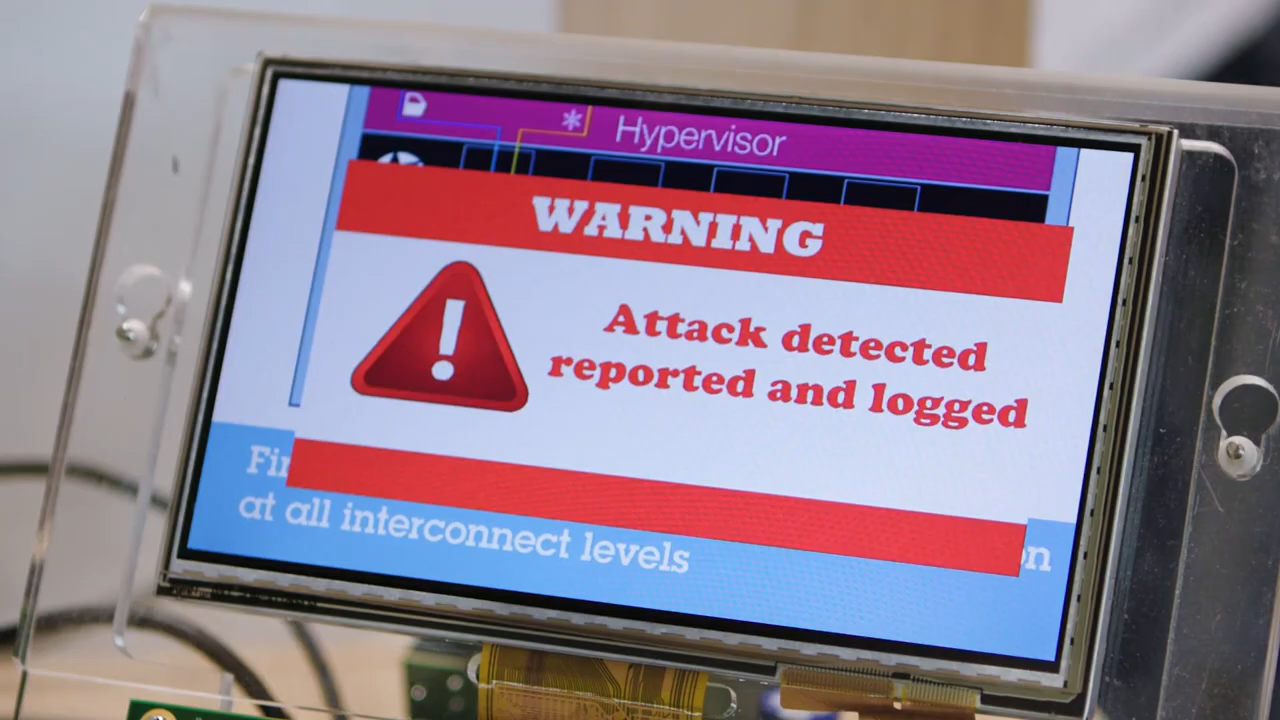 Hypervisor
WARNING
Attack detected
reported and logged
at all interconnect levels